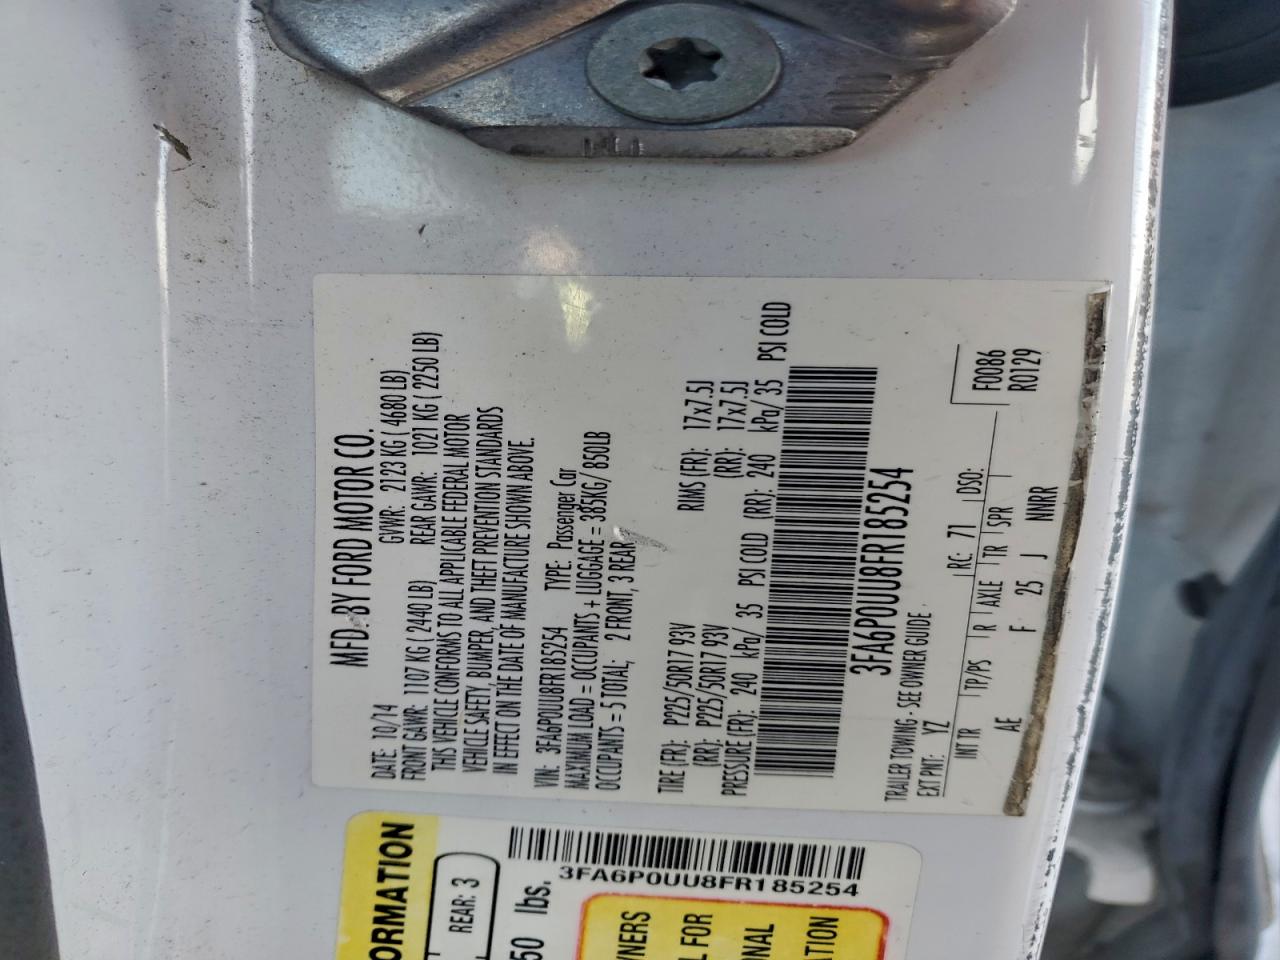 MFD. BY FORD MOTOR CO.
DATE: 10/14 GVWR: 2123 KG ( 4680 LB)
FRONT GAWR: 1107 KG ( 2440 LB) REAR GAWR: 1021 KG ( 2250 LB)
THIS VEHICLE CONFORMS TO ALL APPLICABLE FEDERAL MOTOR
VEHICLE SAFETY, BUMPER, AND THEFT PREVENTION STANDARDS
IN EFFECT ON THE DATE OF MANUFACTURE SHOWN ABOVE.
VIN: 3FA6P0UU8FR185254 TYPE: Passenger Car
MAXIMUM LOAD = OCCUPANTS + LUGGAGE = 385KG/ 850LB
OCCUPANTS = 5 TOTAL; 2 FRONT, 3 REAR
TIRE (FR): P225/50R17 93V RIMS (FR): 17x7.5J
(RR): P225/50R17 93V (RR): 17x7.5J
PRESSURE (FR): 240 kPa/ 35 PSI COLD (RR): 240 kPa/ 35 PSI COLD
3FA6P0UU8FR185254
TRAILER TOWING - SEE OWNER GUIDE
EXT PNT: YZ RC: 71 DSO: F0086
INT TR TP/PS R AXLE TR SPR R0129
AE F 25 J NNRR
ORMATION
REAR: 3
50 lbs.
3FA6P0UU8FR185254
WNERS
L FOR
NAL
ATION